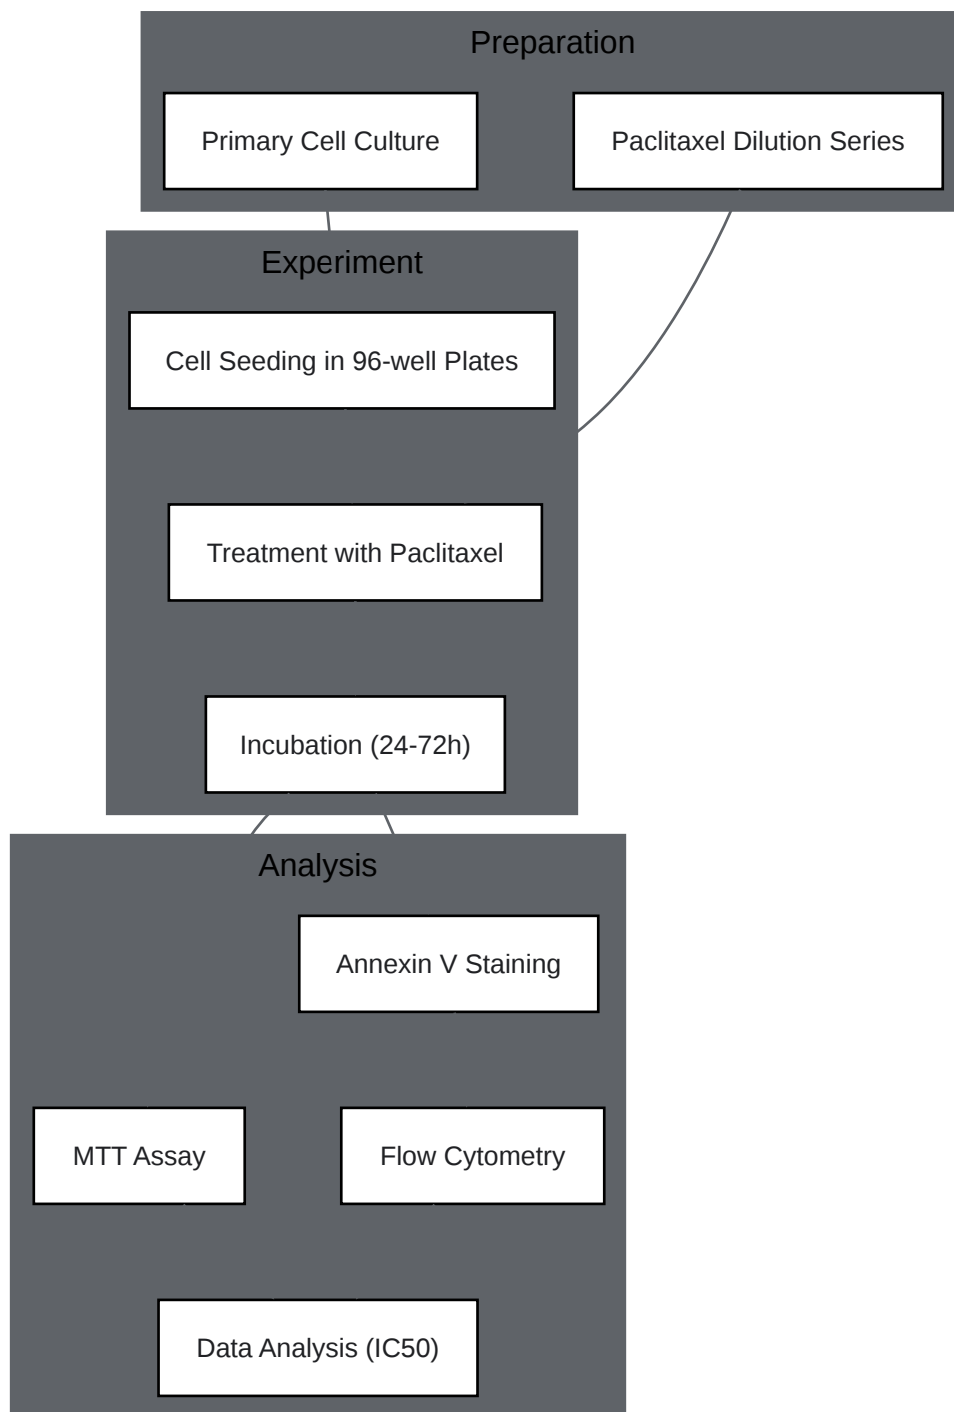 Preparation
Primary Cell Culture
Paclitaxel Dilution Series
Experiment
Cell Seeding in 96-well Plates
Treatment with Paclitaxel
Incubation (24-72h)
Analysis
Annexin V Staining
MTT Assay
Flow Cytometry
Data Analysis (IC50)